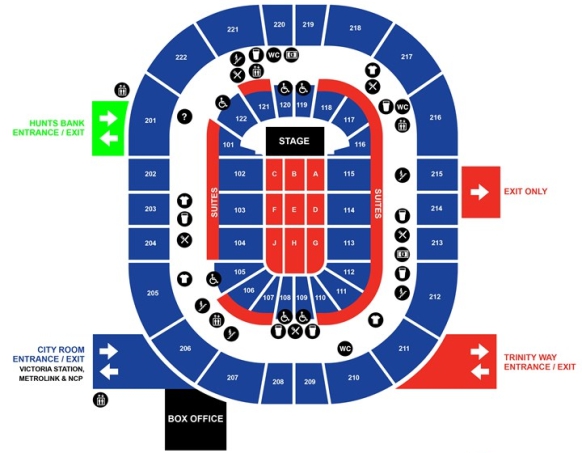 220
219
221
218
222
217
WC
?
WC
HUNTS BANK
ENTRANCE / EXIT
201
216
121
120
119
118
122
117
101
STAGE
116
202
102
C
B
A
115
215
EXIT ONLY
203
SUITES
103
F
E
D
114
SUITES
214
204
104
J
H
G
113
213
105
112
205
106
107
108
109
110
111
212
CITY ROOM
ENTRANCE / EXIT
VICTORIA STATION,
METROLINK & NCP
206
WC
211
TRINITY WAY
ENTRANCE / EXIT
207
208
209
210
BOX OFFICE